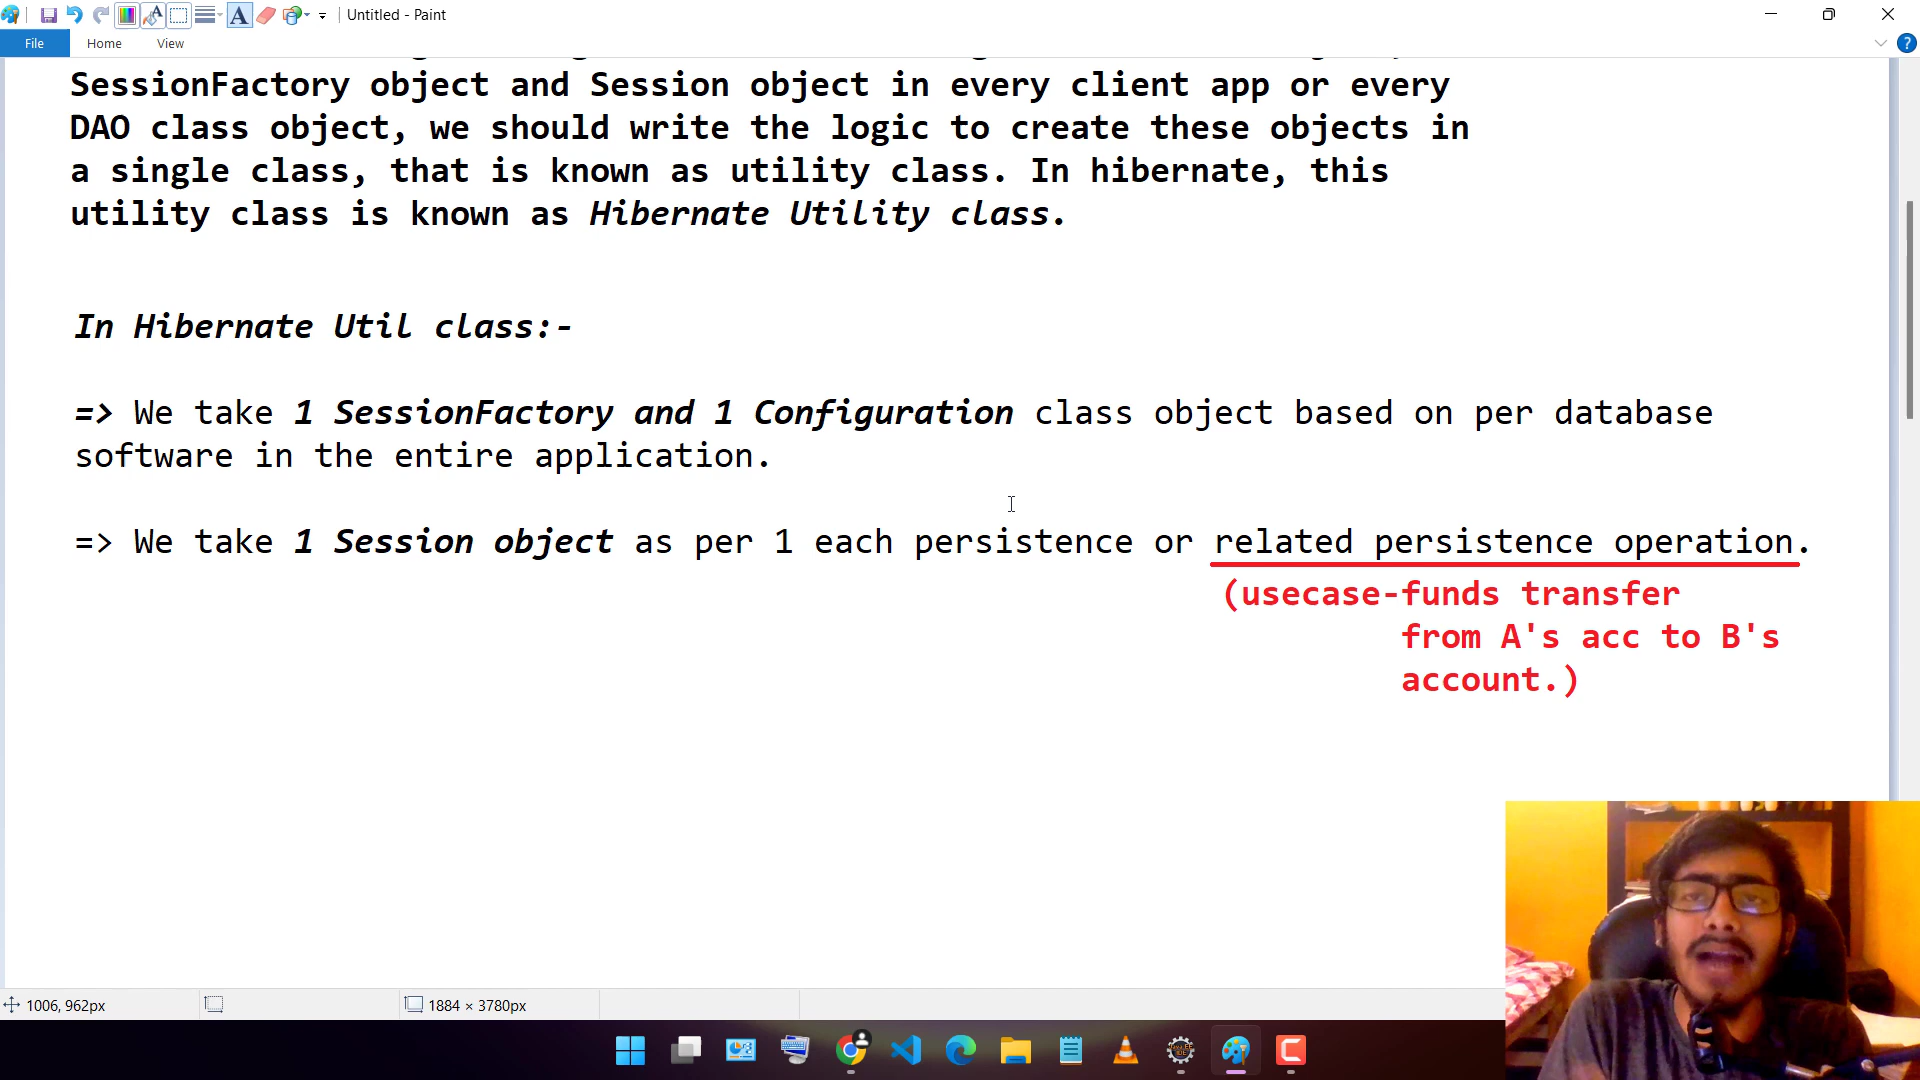 Untitled - Paint
File Home View
SessionFactory object and Session object in every client app or every
DAO class object, we should write the logic to create these objects in
a single class, that is known as utility class. In hibernate, this
utility class is known as Hibernate Utility class.
In Hibernate Util class:-
=> We take 1 SessionFactory and 1 Configuration class object based on per database
software in the entire application.
=> We take 1 Session object as per 1 each persistence or related persistence operation.
(usecase-funds transfer
from A's acc to B's
account.)
1006, 962px
1884 × 3780px